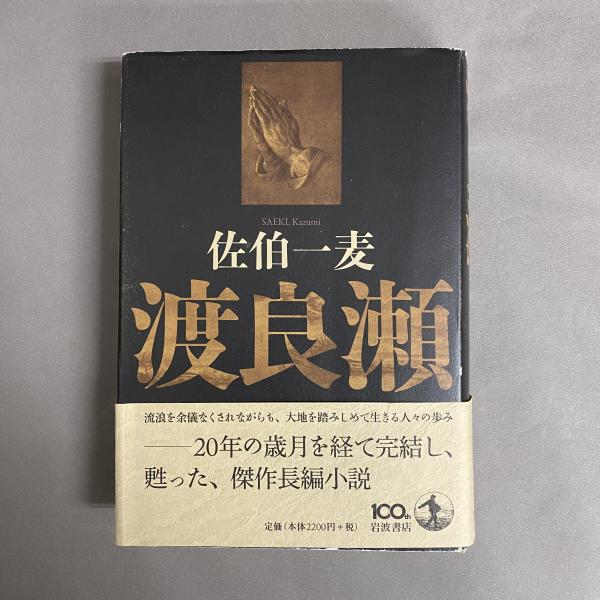 SAEKI, Kazumi
佐伯一麦
渡良瀬
流浪を余儀なくされながらも、大地を踏みしめて生きる人々の歩み
――20年の歳月を経て完結し、
甦った、傑作長編小説
定価(本体2200円+税)
100th
岩波書店